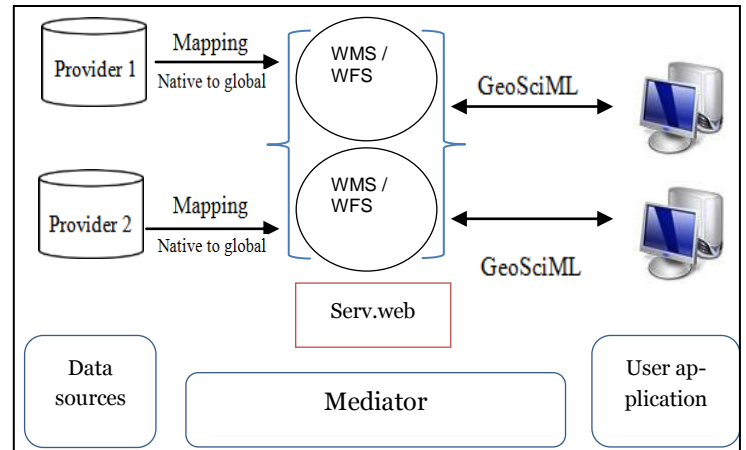 Provider 1
Mapping
Native to global
WMS /
WFS
GeoSciML
Provider 2
Mapping
Native to global
WMS /
WFS
GeoSciML
Serv.web
Data
sources
Mediator
User ap-
plication